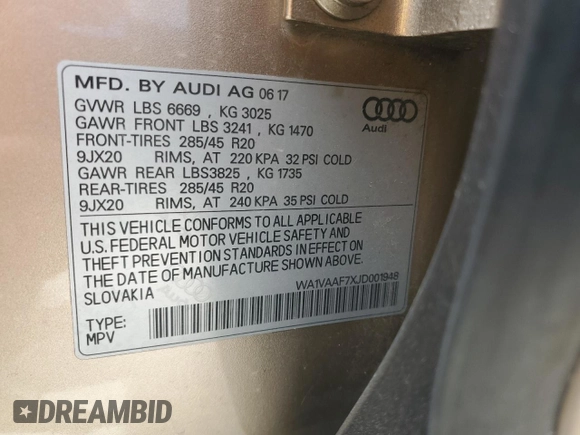 MFD. BY AUDI AG 06 17
GVWR LBS 6669 , KG 3025
GAWR FRONT LBS 3241 , KG 1470
FRONT-TIRES 285/45 R20
9JX20 RIMS, AT 220 KPA 32 PSI COLD
GAWR REAR LBS3825 , KG 1735
REAR-TIRES 285/45 R20
9JX20 RIMS, AT 240 KPA 35 PSI COLD
Audi
THIS VEHICLE CONFORMS TO ALL APPLICABLE
U.S. FEDERAL MOTOR VEHICLE SAFETY AND
THEFT PREVENTION STANDARDS IN EFFECT ON
THE DATE OF MANUFACTURE SHOWN ABOVE.
SLOVAKIA
WA1VAAF7XJD001948
TYPE:
MPV
DREAMBID